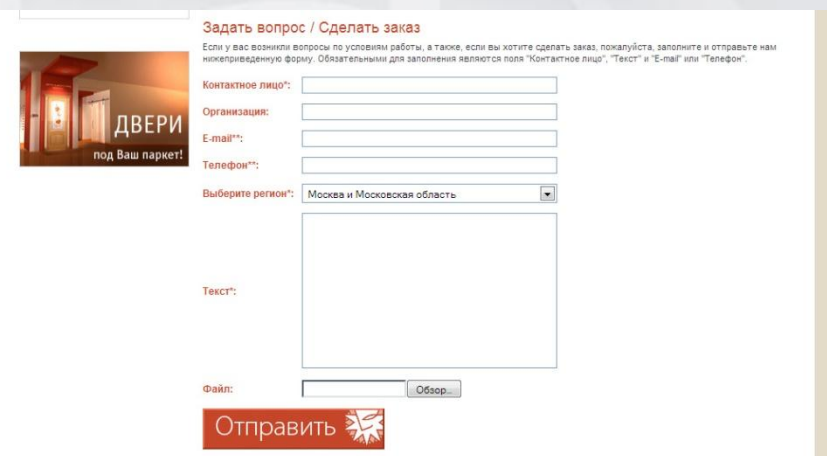 Задать вопрос / Сделать заказ
Если у вас возникли вопросы по условиям работы, а также, если вы хотите сделать заказ, пожалуйста, заполните и отправьте нам
нижеприведенную форму. Обязательными для заполнения являются поля "Контактное лицо", "Текст" и "E-mail" или "Телефон".
Контактное лицо*:
Организация:
E-mail**:
ДВЕРИ
под Ваш паркет!
Телефон**:
Выберите регион*: Москва и Московская область
Текст*:
Файл: Обзор...
Отправить